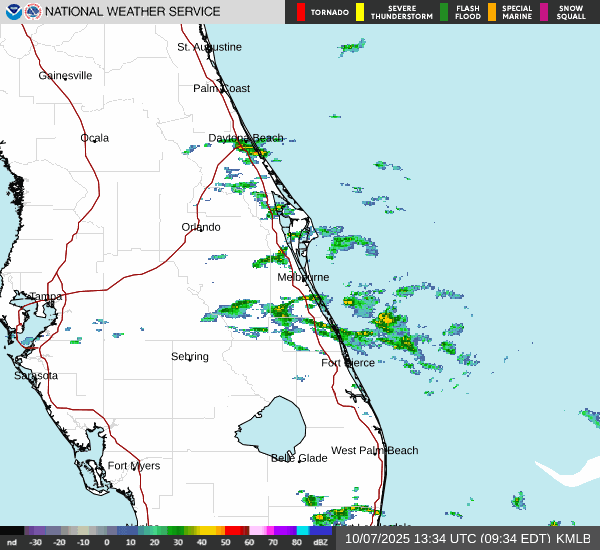 NATIONAL WEATHER SERVICE
TORNADO
SEVERE THUNDERSTORM
FLASH FLOOD
SPECIAL MARINE
SNOW SQUALL
St. Augustine
Gainesville
Palm Coast
Ocala
Daytona Beach
Orlando
Melbourne
Tampa
Sebring
Fort Pierce
Sarasota
West Palm Beach
Belle Glade
Fort Myers
nd -30 -20 -10 0 10 20 30 40 50 60 70 80 dBZ
10/07/2025 13:34 UTC (09:34 EDT) KMLB